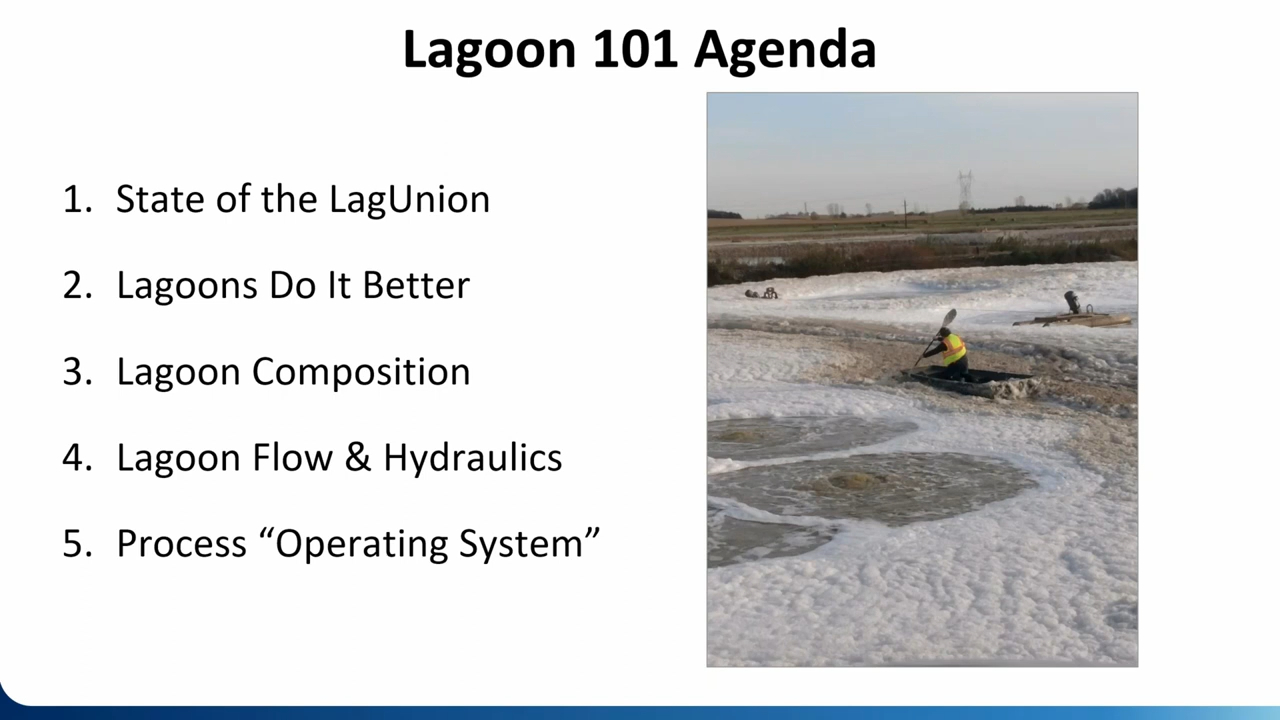 Lagoon 101 Agenda
1. State of the LagUnion
2. Lagoons Do It Better
3. Lagoon Composition
4. Lagoon Flow & Hydraulics
5. Process “Operating System”